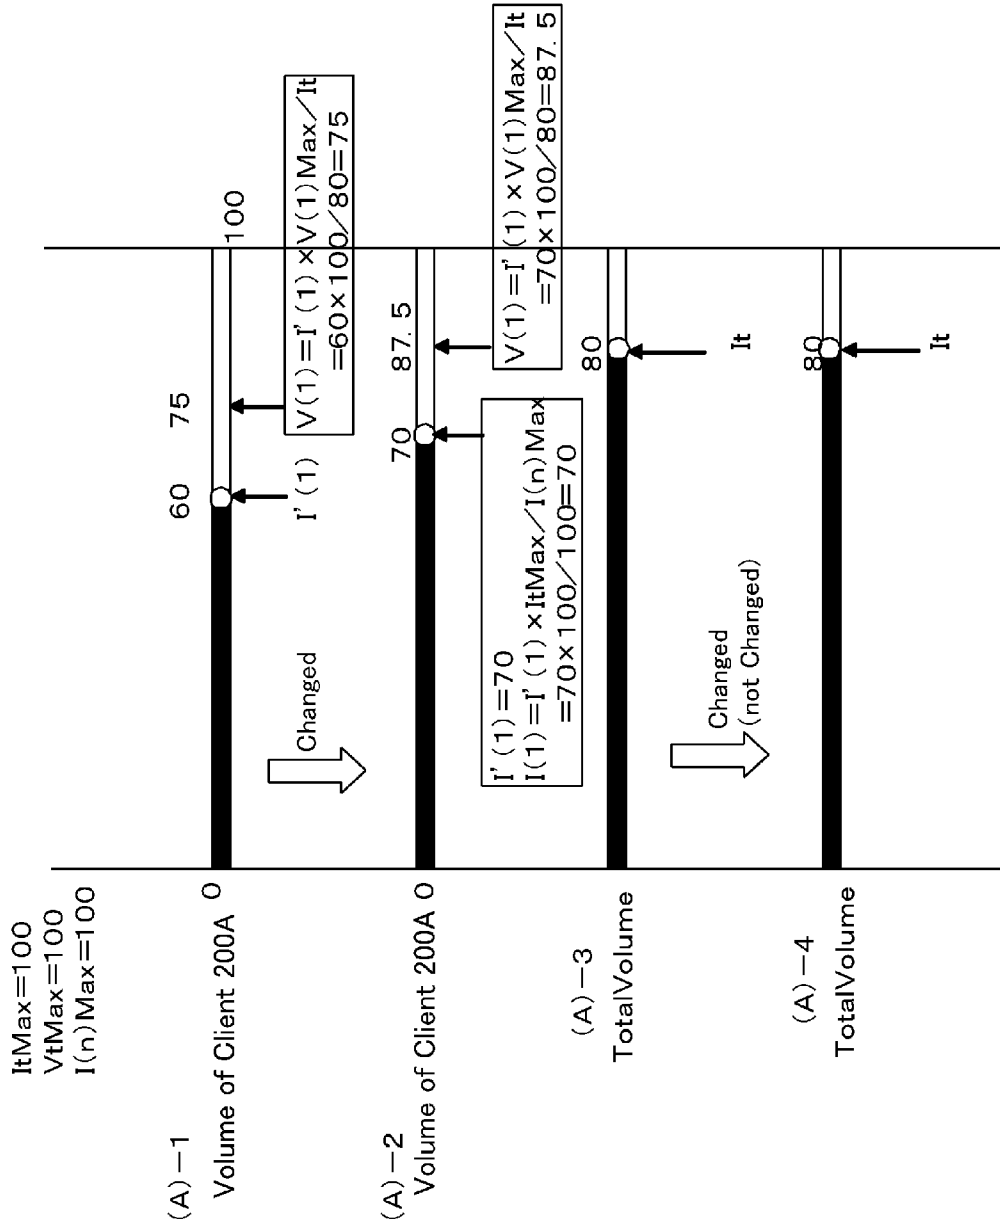 ItMax=100
VtMax=100
I(n)Max=100
(A)-1
Volume of Client 200A
0
60
75
100
I'(1)
V(1)=I'(1)×V(1)Max/It
=60×100/80=75
Changed
(A)-2
Volume of Client 200A
0
70
87.5
V(1)=I'(1)×V(1)Max/It
=70×100/80=87.5
I'(1)=70
I(1)=I'(1)×ItMax/I(n)Max
=70×100/100=70
(A)-3
TotalVolume
80
It
Changed
(not Changed)
(A)-4
TotalVolume
80
It